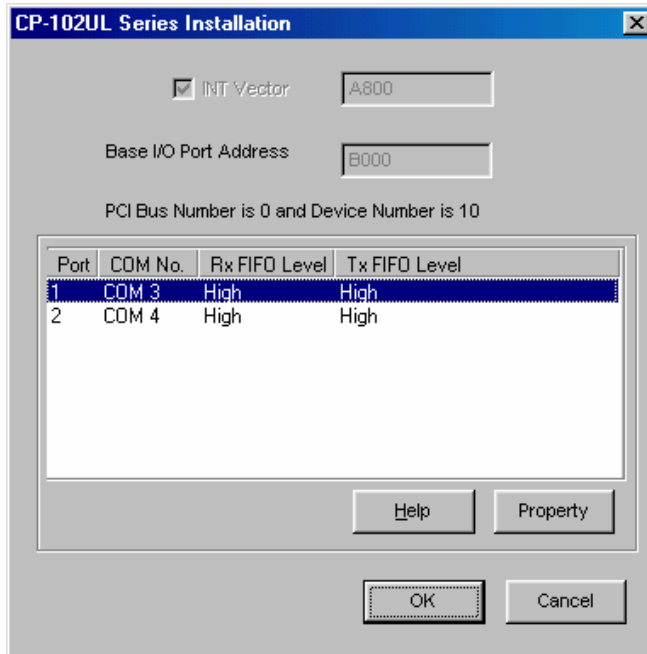 CP-102UL Series Installation
INT Vector A800
Base I/O Port Address B000
PCI Bus Number is 0 and Device Number is 10
Port COM No. Rx FIFO Level Tx FIFO Level
1 COM 3 High High
2 COM 4 High High
Help Property
OK Cancel